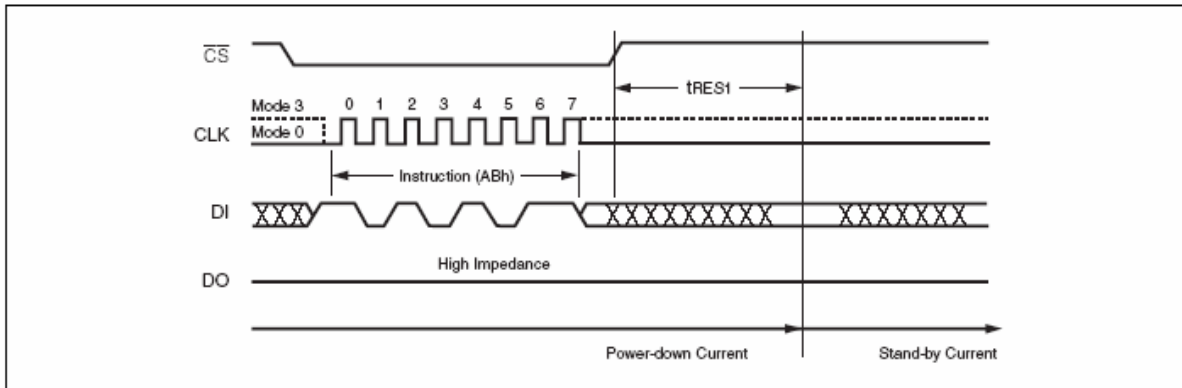 CS
tRES1
Mode 3
0 1 2 3 4 5 6 7
CLK
Mode 0
Instruction (ABh)
DI
High Impedance
DO
Power-down Current
Stand-by Current